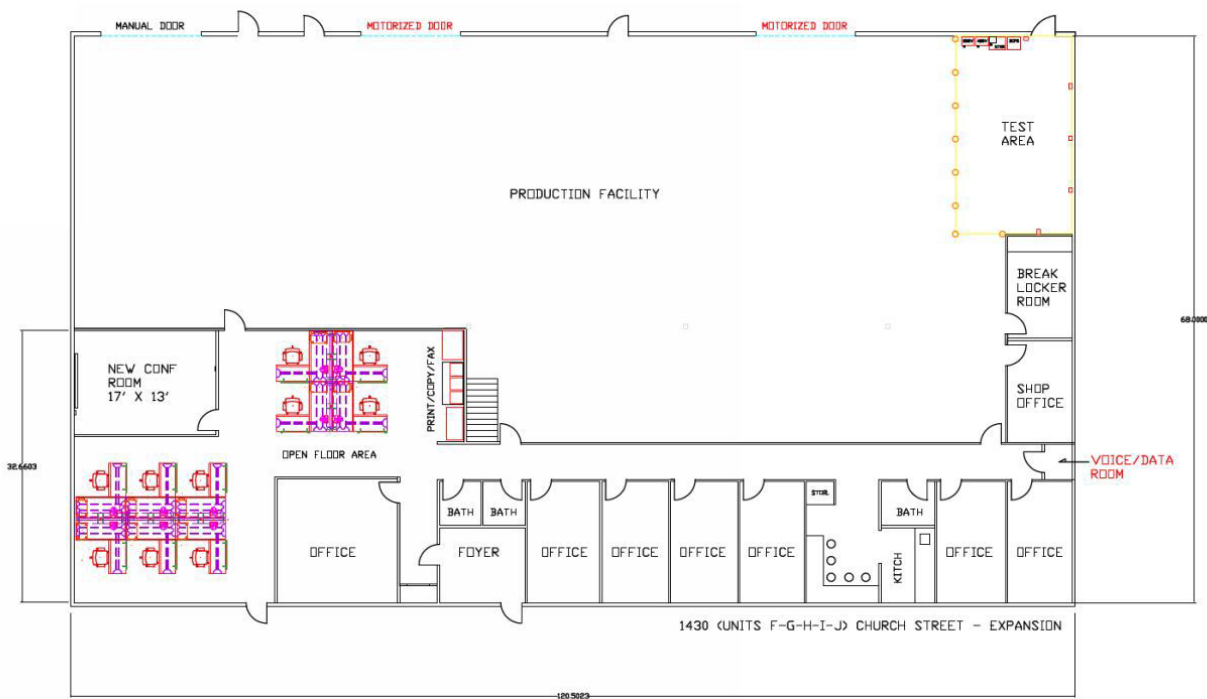 MANUAL DOOR
MOTORIZED DOOR
MOTORIZED DOOR
TEST
AREA
PRODUCTION FACILITY
BREAK
LOCKER
ROOM
68.0000
NEW CONF
ROOM
17' X 13'
PRINT/COPY/FAX
SHOP
OFFICE
OPEN FLOOR AREA
32.6603
VOICE/DATA
ROOM
STOR.
BATH
BATH
BATH
OFFICE
FOYER
OFFICE
OFFICE
OFFICE
OFFICE
KITCH
OFFICE
OFFICE
1430 (UNITS F-G-H-I-J) CHURCH STREET - EXPANSION
120.5023